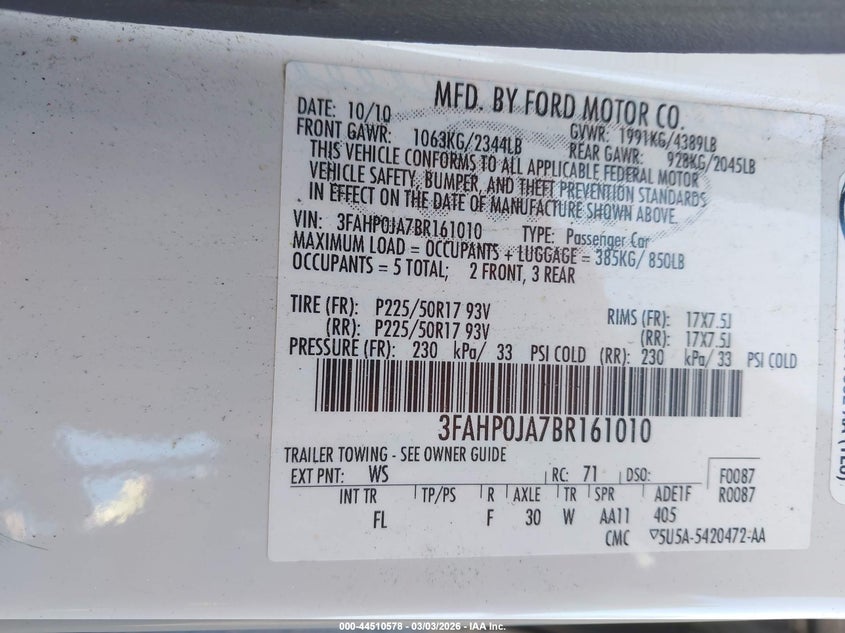 MFD. BY FORD MOTOR CO.
DATE: 10/10 GVWR: 1991KG/4389LB
FRONT GAWR: 1063KG/2344LB REAR GAWR: 928KG/2045LB
THIS VEHICLE CONFORMS TO ALL APPLICABLE FEDERAL MOTOR
VEHICLE SAFETY, BUMPER, AND THEFT PREVENTION STANDARDS
IN EFFECT ON THE DATE OF MANUFACTURE SHOWN ABOVE.
VIN: 3FAHP0JA7BR161010 TYPE: Passenger Car
MAXIMUM LOAD = OCCUPANTS + LUGGAGE = 385KG/ 850LB
OCCUPANTS = 5 TOTAL; 2 FRONT, 3 REAR
TIRE (FR): P225/50R17 93V RIMS (FR): 17X7.5J
(RR): P225/50R17 93V (RR): 17X7.5J
PRESSURE (FR): 230 kPa/ 33 PSI COLD (RR): 230 kPa/ 33 PSI COLD
3FAHP0JA7BR161010
TRAILER TOWING - SEE OWNER GUIDE
EXT PNT: WS RC: 71 DSO: F0087
INT TR TP/PS R AXLE TR SPR ADE1F R0087
FL F 30 W AA11 405
CMC ▽5U5A-5420472-AA
000-44510578 - 03/03/2026 - IAA Inc.